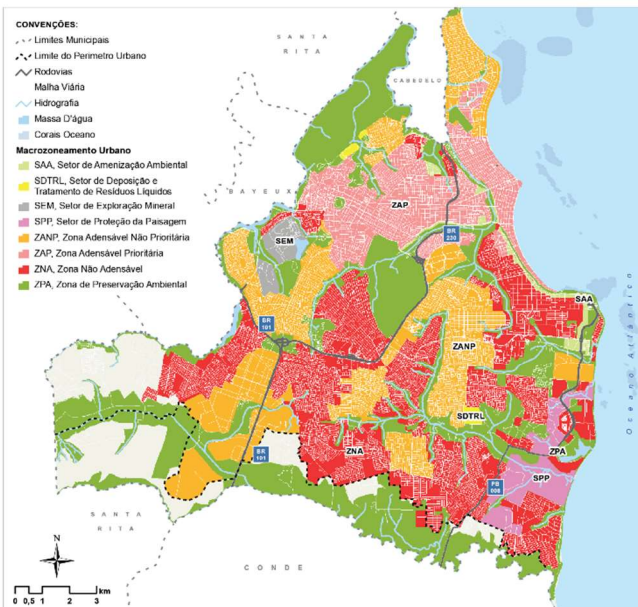 CONVENÇÕES:
Limites Municipais
Limite do Perimetro Urbano
Rodovias
Malha Viária
Hidrografia
Massa D'água
Corais Oceano
Macrozoneamento Urbano
SAA, Setor de Amenização Ambiental
SDTRL, Setor de Deposição e
Tratamento de Resíduos Líquidos
SEM, Setor de Exploração Mineral
SPP, Setor de Proteção da Paisagem
ZANP, Zona Adensável Não Prioritária
ZAP, Zona Adensável Prioritária
ZNA, Zona Não Adensável
ZPA, Zona de Preservação Ambiental
SANTA
RITA
CABEDELO
BAYEUX
ZAP
SEM
BR
230
SAA
BR
101
ZANP
Oceano Atlântico
SDTRL
ZNA
BR
101
ZPA
SPP
PB
008
SANTA
RITA
CONDE
N
km
0 0,5 1 2 3